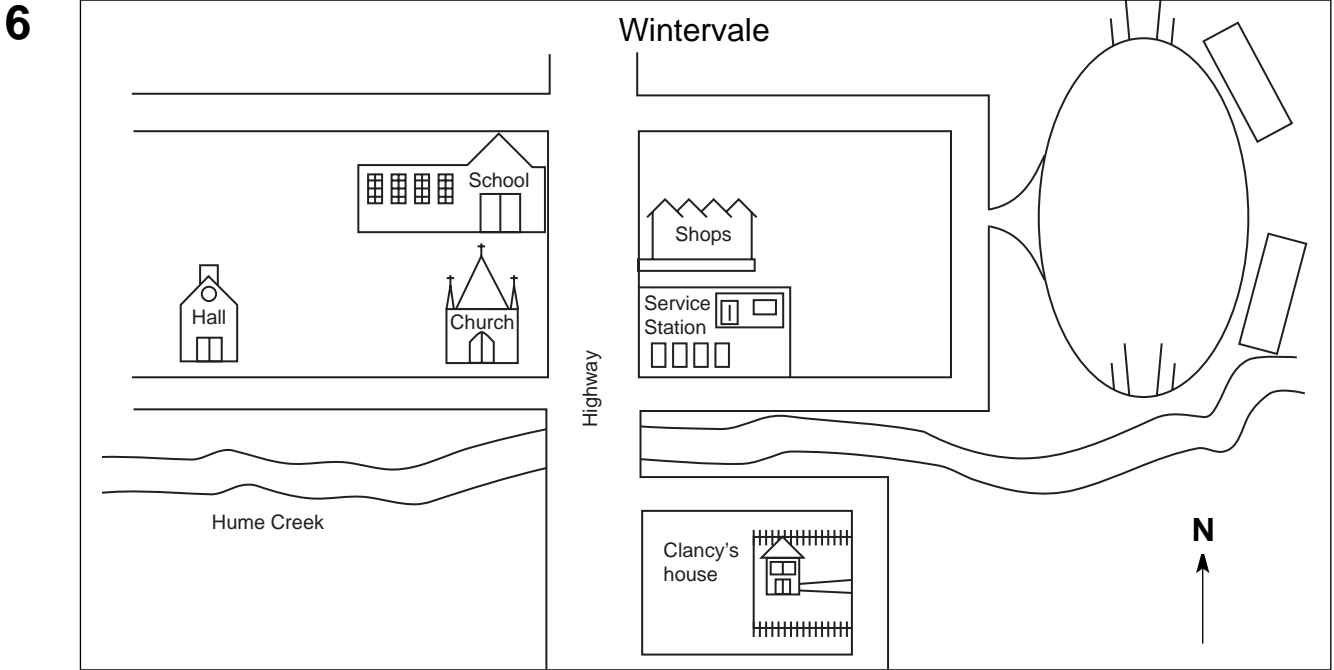 6
Wintervale
School
Shops
Hall
Church
Service
Station
Highway
Hume Creek
Clancy’s
house
N